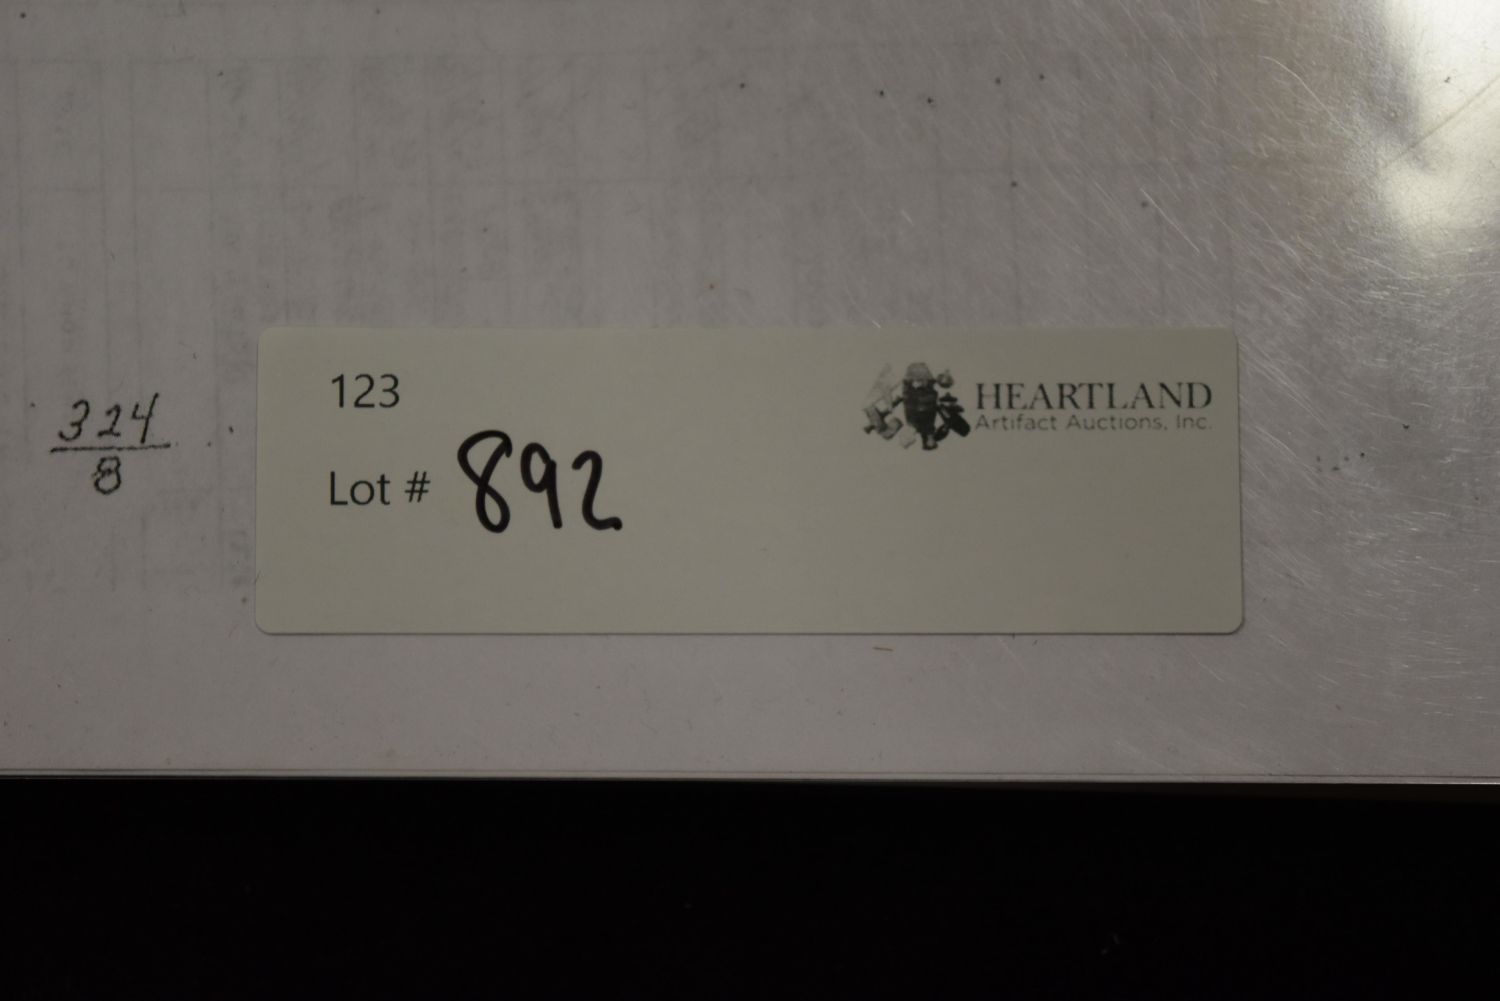 123
HEARTLAND
Artifact Auctions, Inc.
Lot # 892
324
8